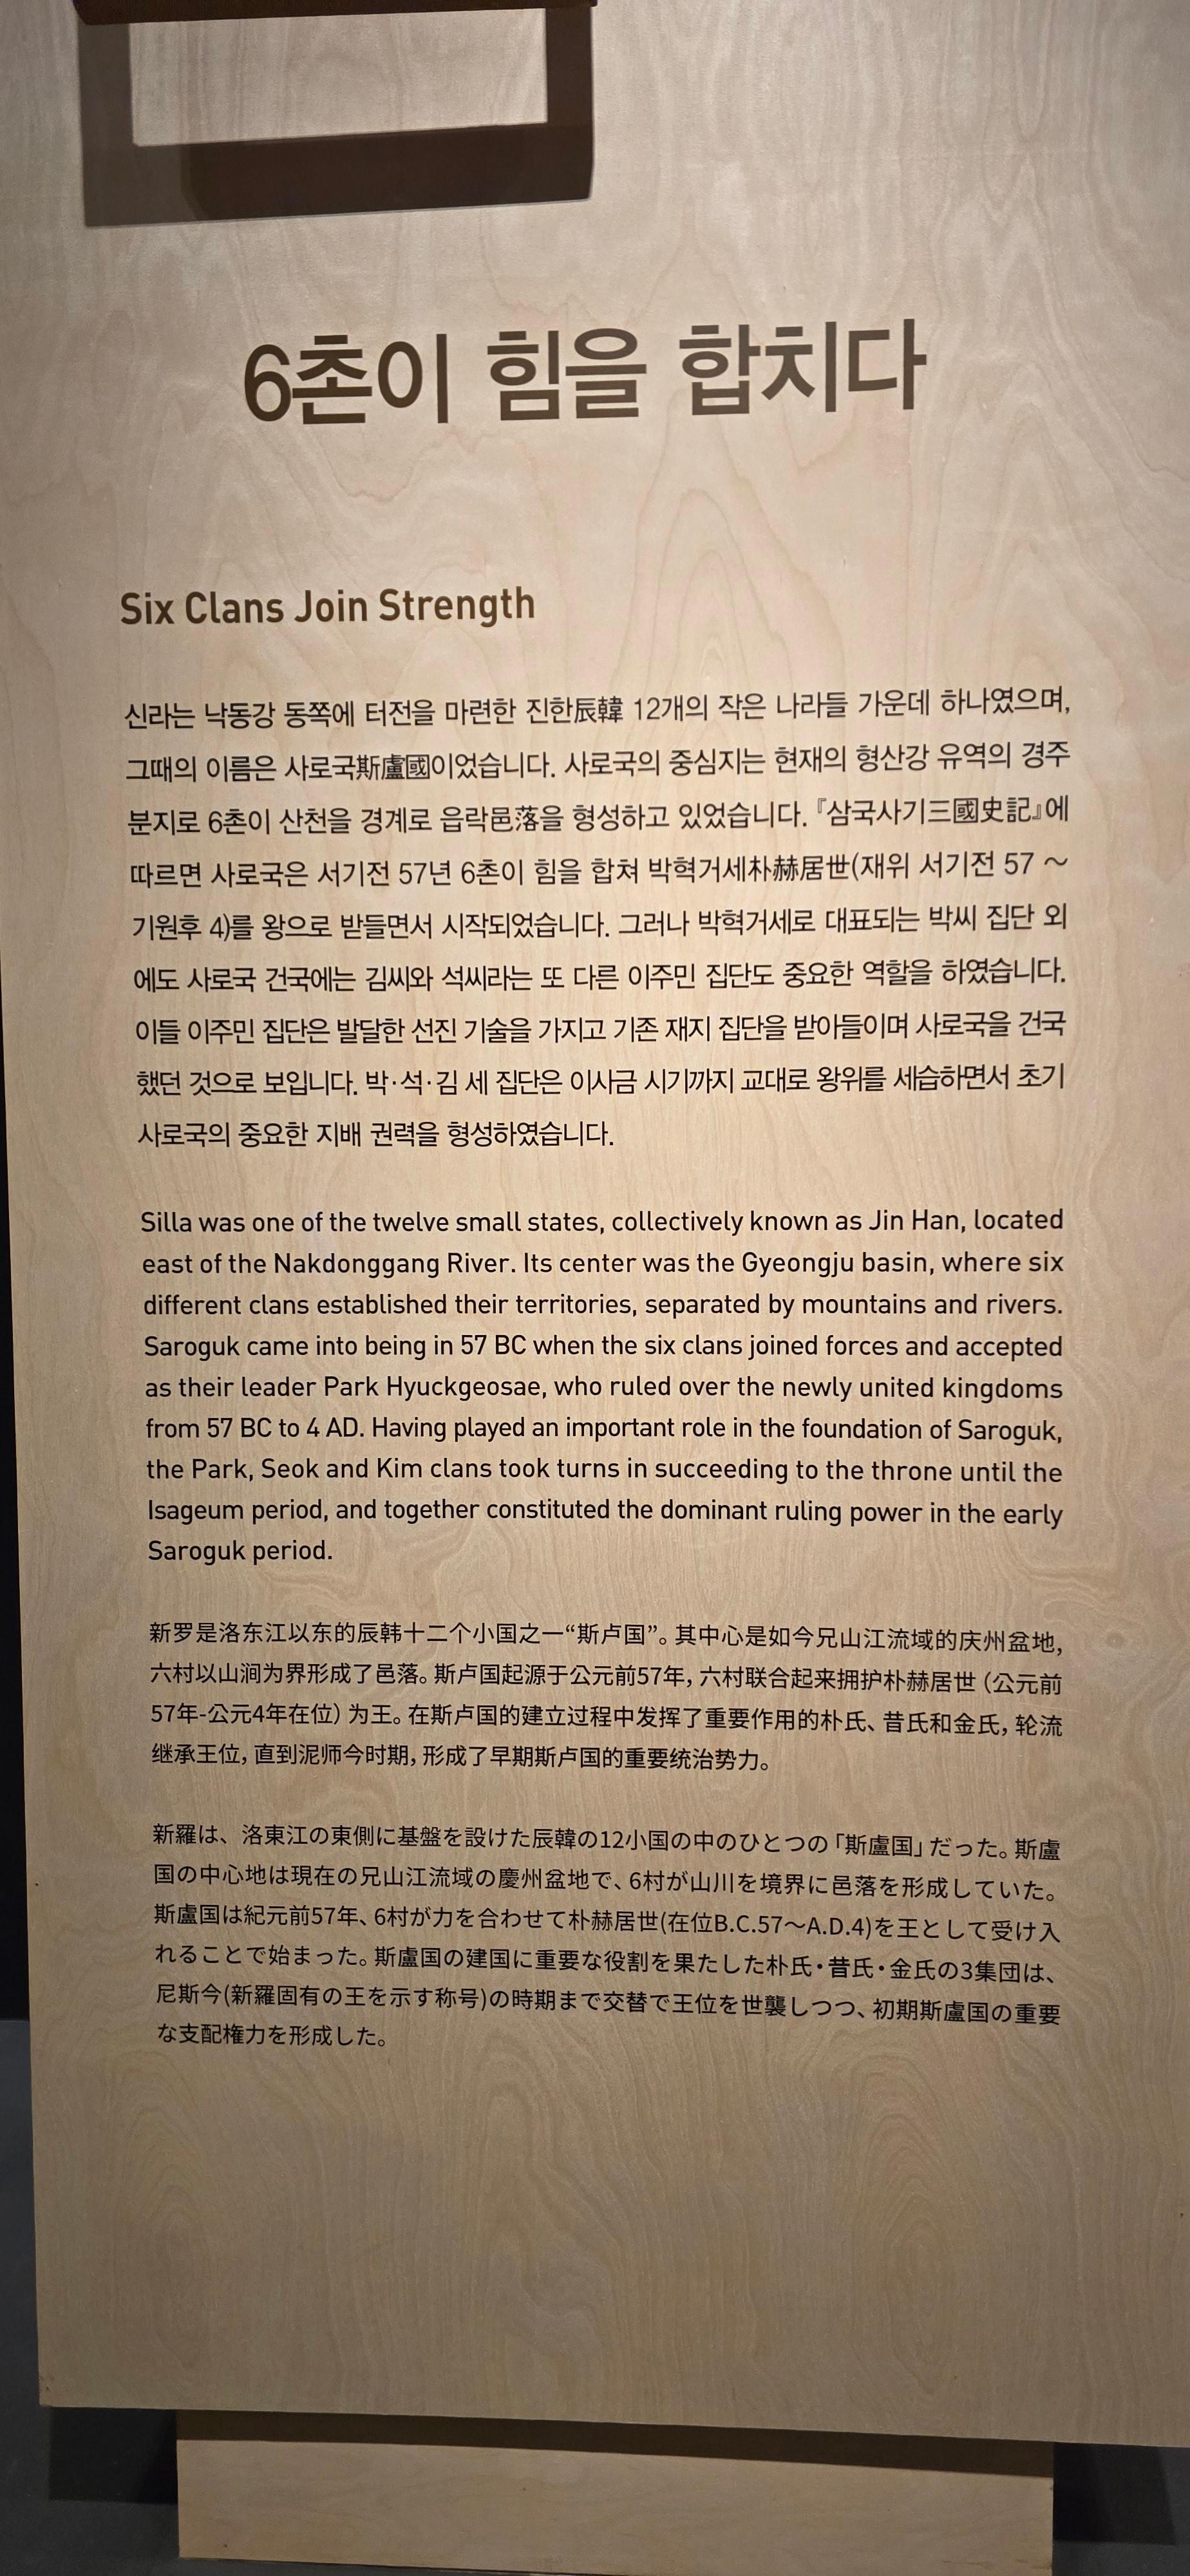 6촌이 힘을 합치다
Six Clans Join Strength
신라는 낙동강 동쪽에 터전을 마련한 진한辰韓 12개의 작은 나라들 가운데 하나였으며,
그때의 이름은 사로국斯盧國이었습니다. 사로국의 중심지는 현재의 형산강 유역의 경주
분지로 6촌이 산천을 경계로 읍락邑落을 형성하고 있었습니다. 『삼국사기三國史記』에
따르면 사로국은 서기전 57년 6촌이 힘을 합쳐 박혁거세朴赫居世(재위 서기전 57 ~
기원후 4)를 왕으로 받들면서 시작되었습니다. 그러나 박혁거세로 대표되는 박씨 집단 외
에도 사로국 건국에는 김씨와 석씨라는 또 다른 이주민 집단도 중요한 역할을 하였습니다.
이들 이주민 집단은 발달한 선진 기술을 가지고 기존 재지 집단을 받아들이며 사로국을 건국
했던 것으로 보입니다. 박·석·김 세 집단은 이사금 시기까지 교대로 왕위를 세습하면서 초기
사로국의 중요한 지배 권력을 형성하였습니다.
Silla was one of the twelve small states, collectively known as Jin Han, located
east of the Nakdonggang River. Its center was the Gyeongju basin, where six
different clans established their territories, separated by mountains and rivers.
Saroguk came into being in 57 BC when the six clans joined forces and accepted
as their leader Park Hyuckgeosae, who ruled over the newly united kingdoms
from 57 BC to 4 AD. Having played an important role in the foundation of Saroguk,
the Park, Seok and Kim clans took turns in succeeding to the throne until the
Isageum period, and together constituted the dominant ruling power in the early
Saroguk period.
新罗是洛东江以东的辰韩十二个小国之一“斯卢国”。其中心是如今兄山江流域的庆州盆地,
六村以山涧为界形成了邑落。斯卢国起源于公元前57年, 六村联合起来拥护朴赫居世 (公元前
57年-公元4年在位) 为王。在斯卢国的建立过程中发挥了重要作用的朴氏、昔氏和金氏, 轮流
继承王位, 直到泥师今时期, 形成了早期斯卢国的重要统治势力。
新羅は、洛東江の東側に基盤を設けた辰韓の12小国の中のひとつの「斯盧国」だった。斯盧
国の中心地は現在の兄山江流域の慶州盆地で、6村が山川を境界に邑落を形成していた。
斯盧国は紀元前57年、6村が力を合わせて朴赫居世(在位B.C.57～A.D.4)を王として受け入
れることで始まった。斯盧国の建国に重要な役割を果たした朴氏・昔氏・金氏の3集団は、
尼斯今(新羅固有の王を示す称号)の時期まで交替で王位を世襲しつつ、初期斯盧国の重要
な支配権力を形成した。